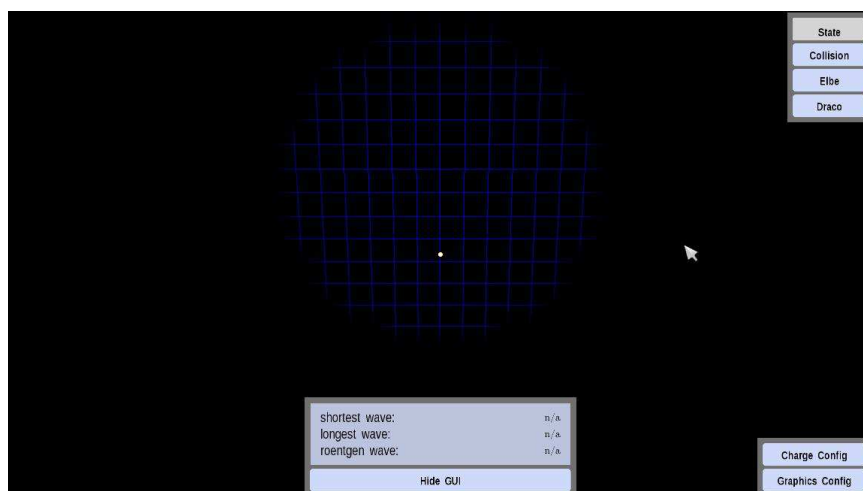 State
Collision
Elbe
Draco
shortest wave: n/a
longest wave: n/a
roentgen wave: n/a
Hide GUI
Charge Config
Graphics Config